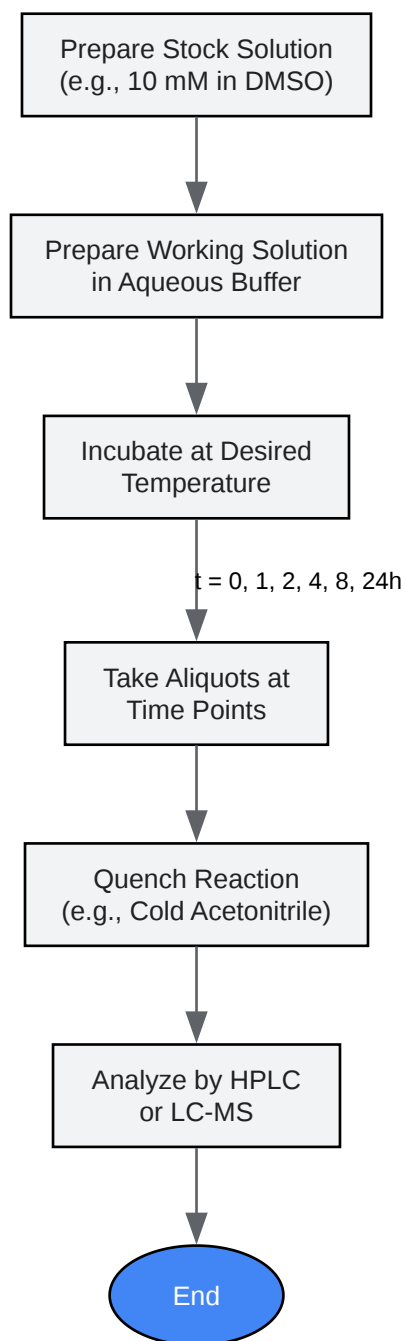 Prepare Stock Solution
(e.g., 10 mM in DMSO)
Prepare Working Solution
in Aqueous Buffer
Incubate at Desired
Temperature
t = 0, 1, 2, 4, 8, 24h
Take Aliquots at
Time Points
Quench Reaction
(e.g., Cold Acetonitrile)
Analyze by HPLC
or LC-MS
End